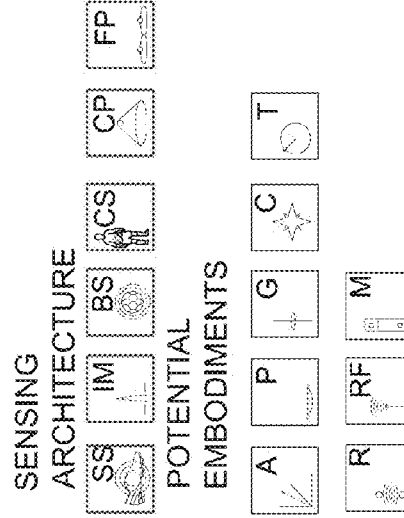 SENSING
ARCHITECTURE
SS IM BS CS CP FP
POTENTIAL
EMBODIMENTS
A P G C T
R RF M